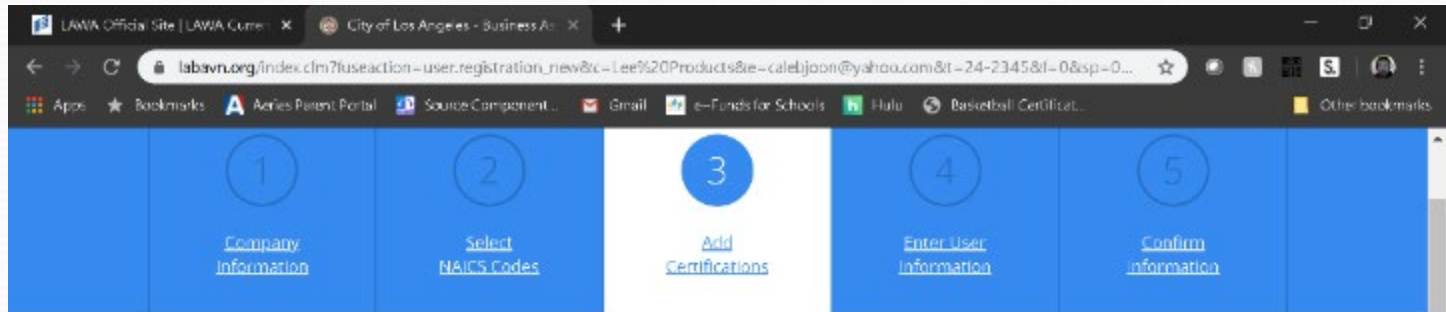 LAWA Official Site | LAWA Curren
City of Los Angeles - Business As
labavn.org/index.cfm?fuseaction=user.registration_new&c=Lee%20Products&e=calebjoon@yahoo.com&t=24-2345&f=0&sp=0...
Apps Bookmarks Aeries Parent Portal Source Component... Gmail e~Funds for Schools Hulu Basketball Certificat... Other bookmarks
1 2 3 4 5
Company Select Add Enter User Confirm
Information NAICS Codes Certifications Information Information